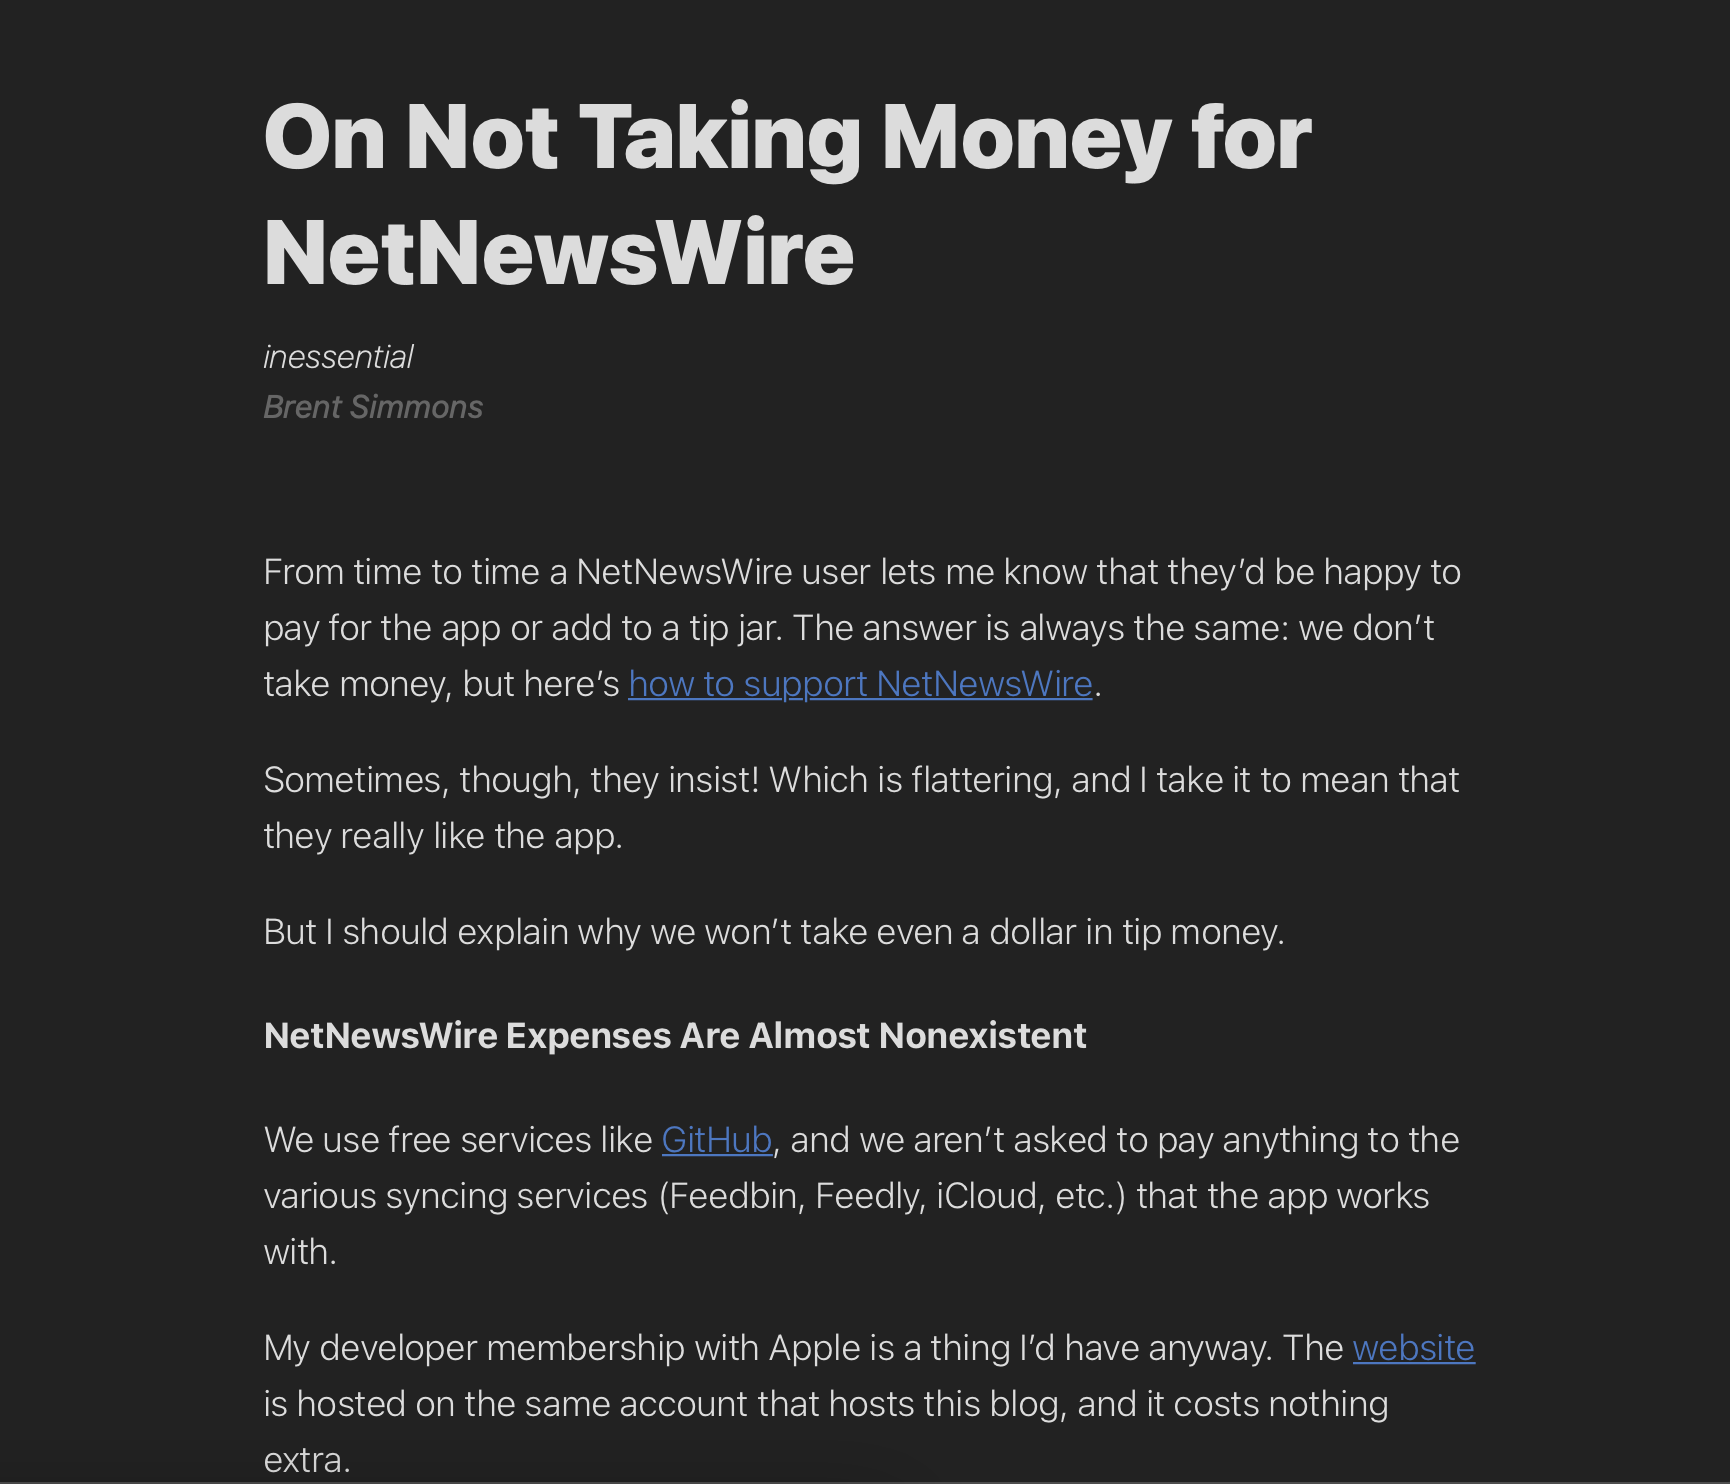 On Not Taking Money for
NetNewsWire
inessential
Brent Simmons
From time to time a NetNewsWire user lets me know that they’d be happy to
pay for the app or add to a tip jar. The answer is always the same: we don’t
take money, but here’s how to support NetNewsWire.
Sometimes, though, they insist! Which is flattering, and I take it to mean that
they really like the app.
But I should explain why we won’t take even a dollar in tip money.
NetNewsWire Expenses Are Almost Nonexistent
We use free services like GitHub, and we aren’t asked to pay anything to the
various syncing services (Feedbin, Feedly, iCloud, etc.) that the app works
with.
My developer membership with Apple is a thing I’d have anyway. The website
is hosted on the same account that hosts this blog, and it costs nothing
extra.